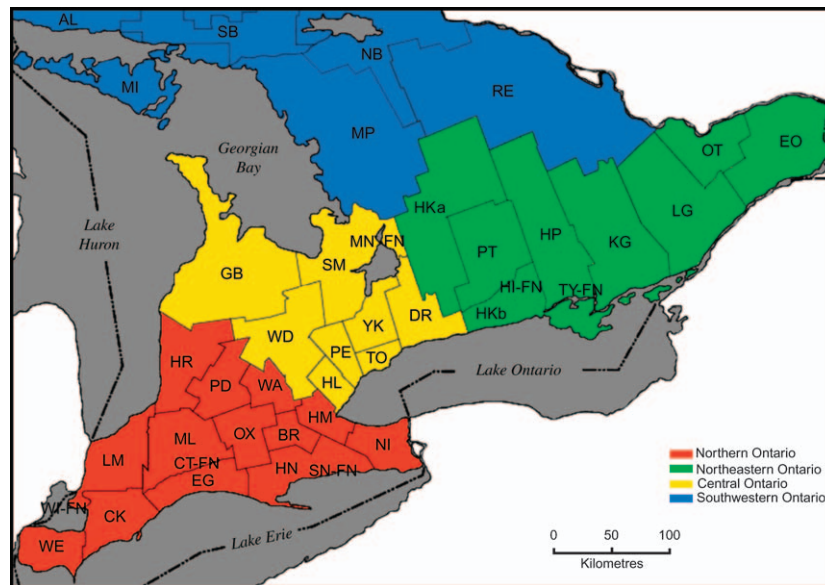 AL
SB
NB
MI
RE
MP
OT
EO
Georgian
Bay
HKa
LG
Lake
Huron
MN-FN
HP
KG
SM
PT
GB
HI-FN
TY-FN
YK
DR
HKb
WD
PE
TO
HR
PD
WA
HL
Lake Ontario
HM
ML
OX
BR
NI
LM
CT-FN
HN
SN-FN
EG
WI-FN
CK
WE
Lake Erie
Northern Ontario
Northeastern Ontario
Central Ontario
Southwestern Ontario
0 50 100
Kilometres